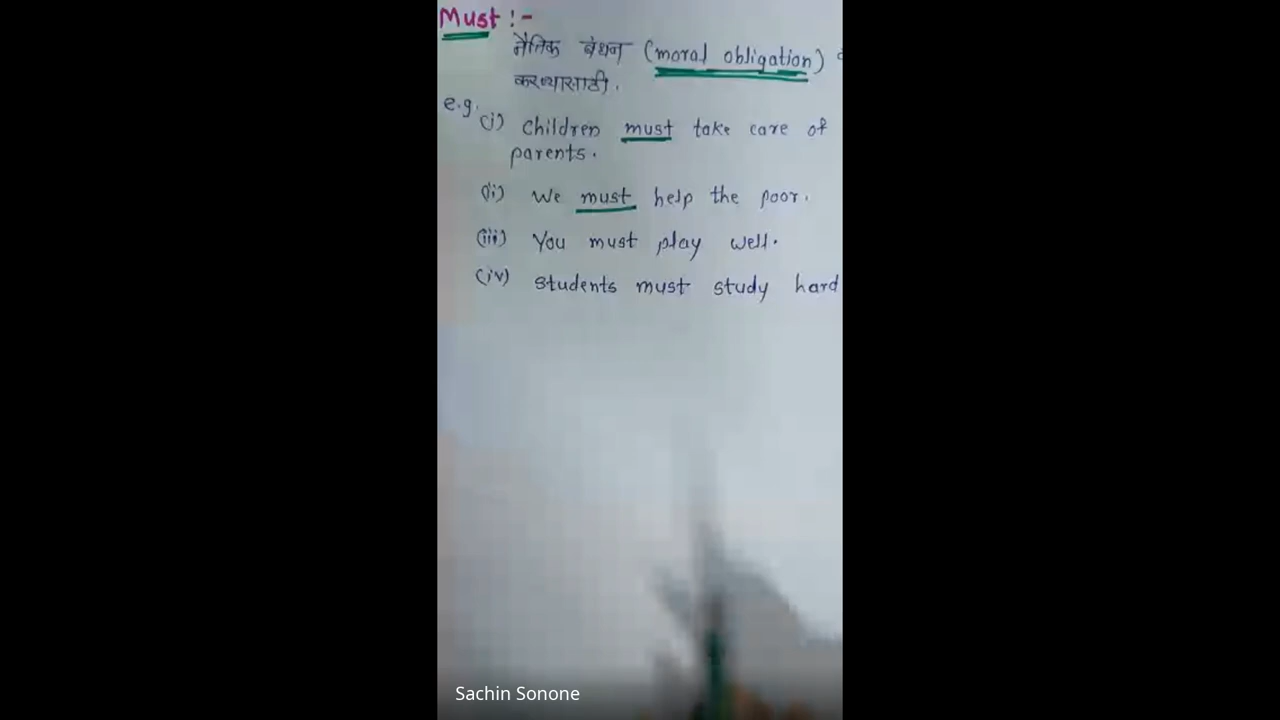 Must :-
नैतिक बंधन (moral obligation)
करण्यासाठी.
e.g.
(i) Children must take care of
parents.
(ii) We must help the poor.
(iii) You must play well.
(iv) Students must study hard
Sachin Sonone